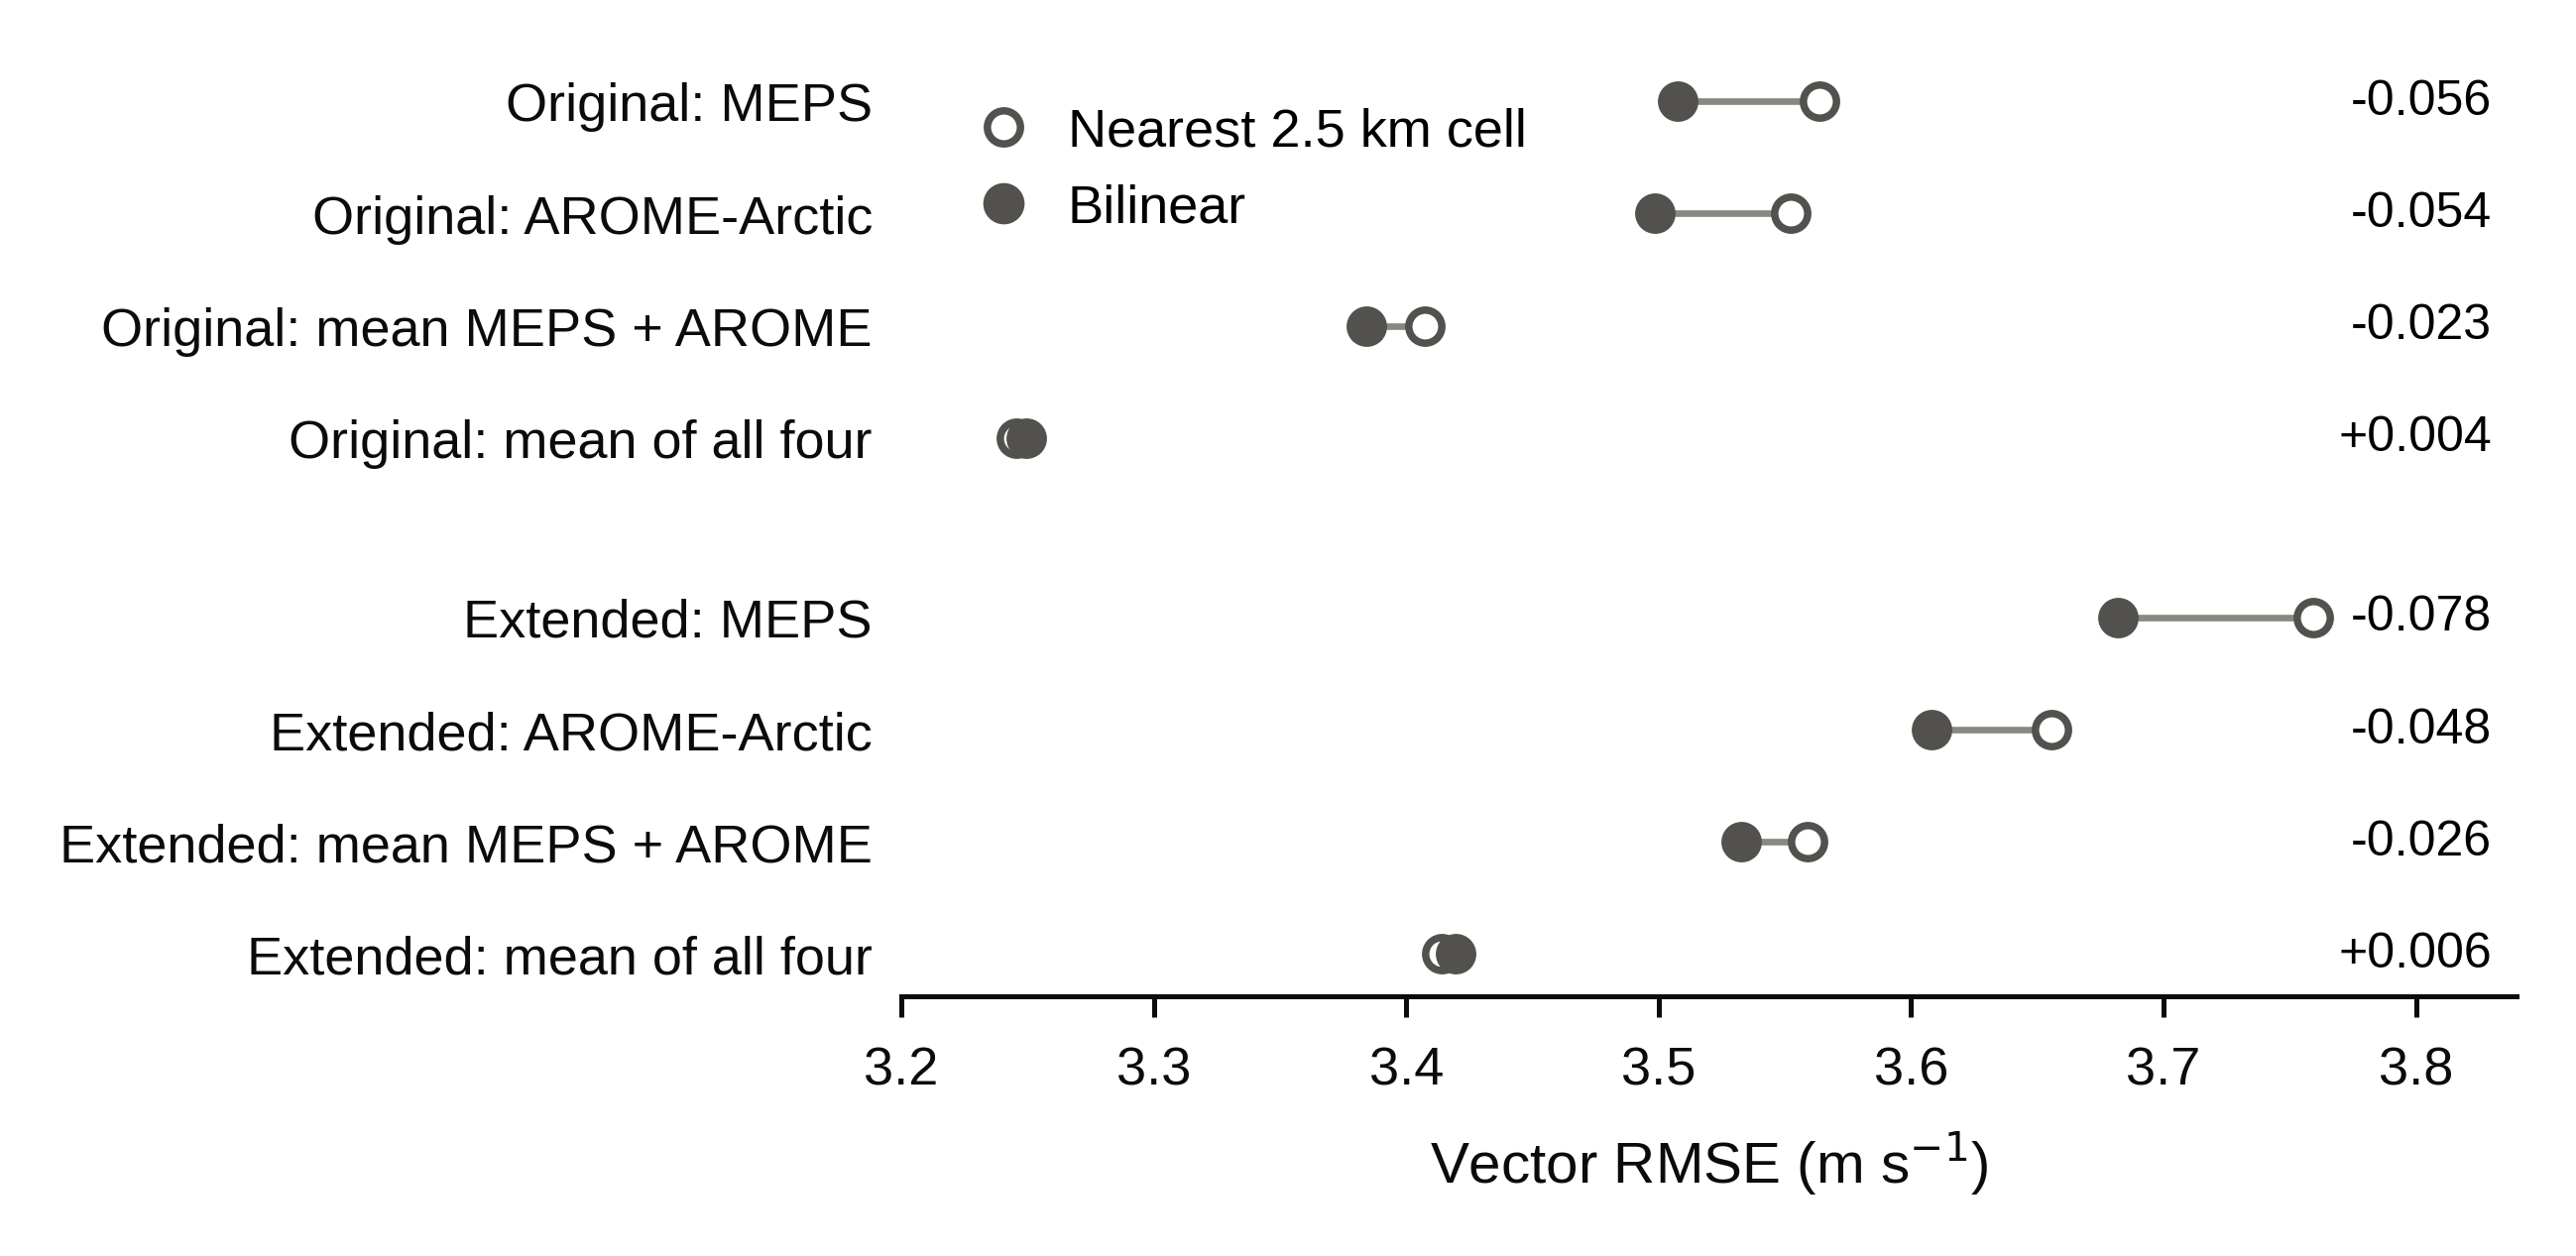 Original: MEPS -0.056
Nearest 2.5 km cell
Original: AROME-Arctic -0.054
Bilinear
Original: mean MEPS + AROME -0.023
Original: mean of all four +0.004
Extended: MEPS -0.078
Extended: AROME-Arctic -0.048
Extended: mean MEPS + AROME -0.026
Extended: mean of all four +0.006
3.2 3.3 3.4 3.5 3.6 3.7 3.8
Vector RMSE (m s⁻¹)